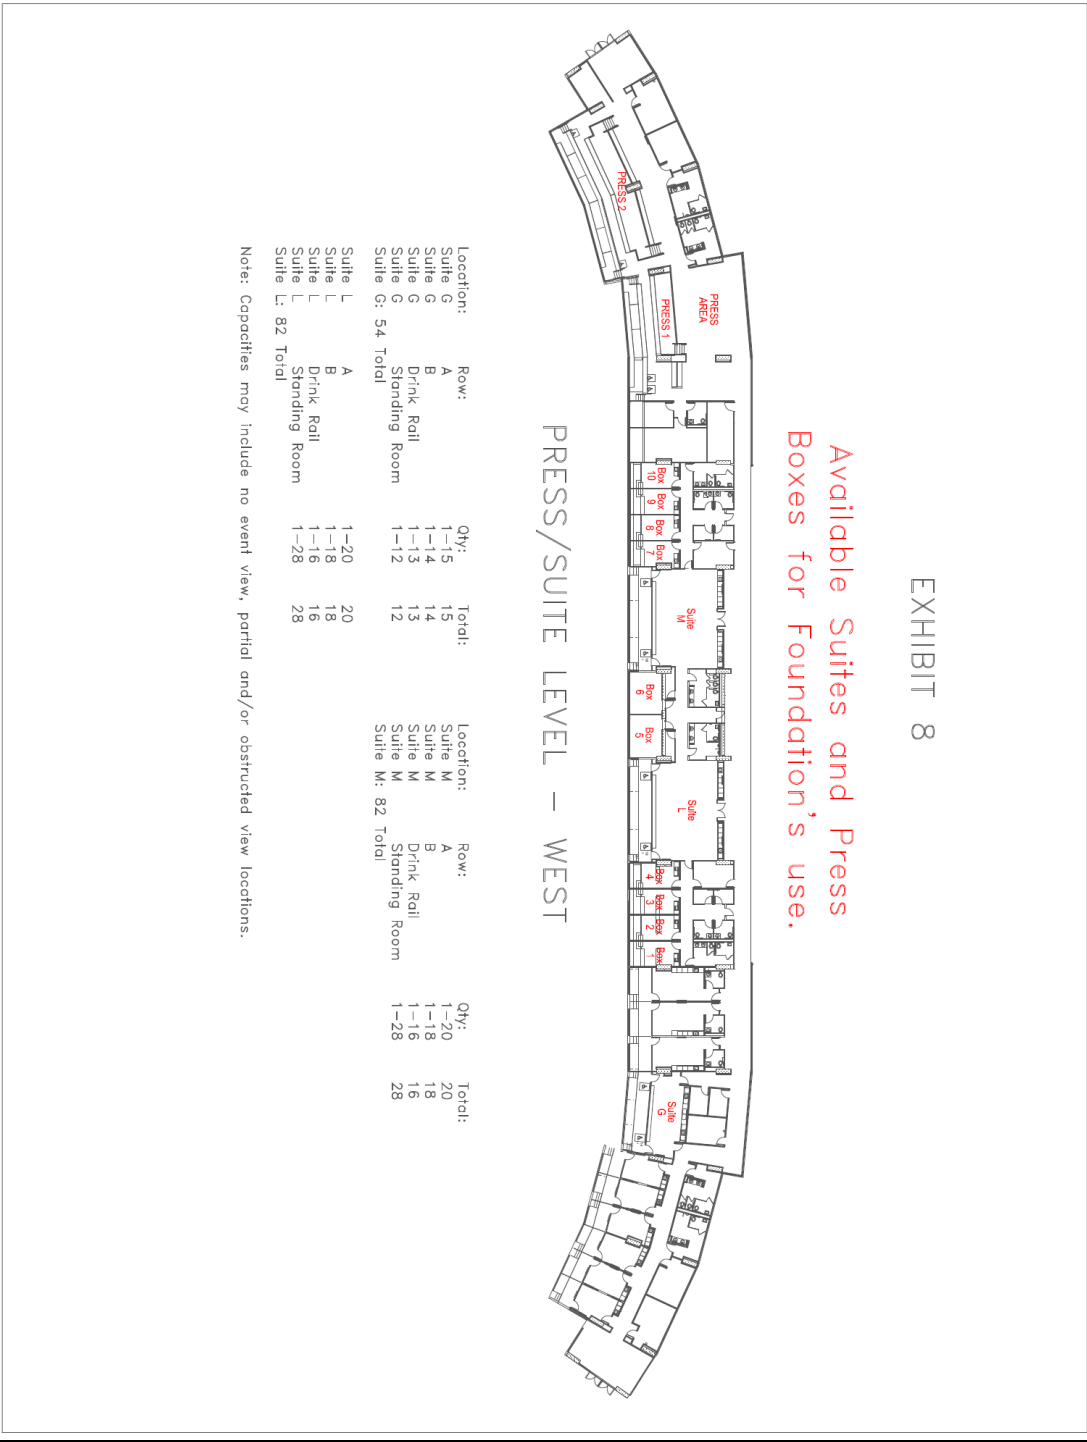 EXHIBIT 8
Available Suites and Press
Boxes for Foundation's use.
PRESS 2
PRESS
AREA
PRESS 1
Box
10
Box
9
Box
8
Box
7
Suite
M
Box
6
Box
5
Suite
L
Box
4
Box
3
Box
2
Box
1
Suite
G
PRESS/SUITE LEVEL — WEST
Location: Row: Qty: Total:
Suite G A 1-15 15
Suite G B 1-14 14
Suite G Drink Rail 1-13 13
Suite G Standing Room 1-12 12
Suite G: 54 Total
Suite L A 1-20 20
Suite L B 1-18 18
Suite L Drink Rail 1-16 16
Suite L Standing Room 1-28 28
Suite L: 82 Total
Location: Row: Qty: Total:
Suite M A 1-20 20
Suite M B 1-18 18
Suite M Drink Rail 1-16 16
Suite M Standing Room 1-28 28
Suite M: 82 Total
Note: Capacities may include no event view, partial and/or obstructed view locations.